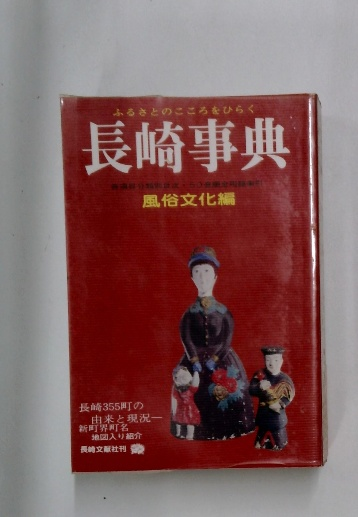 ふるさとのこころをひらく
長崎事典
風俗文化編
長崎355町の
由来と現況—
新町界町名
地図入り紹介
長崎文献社刊